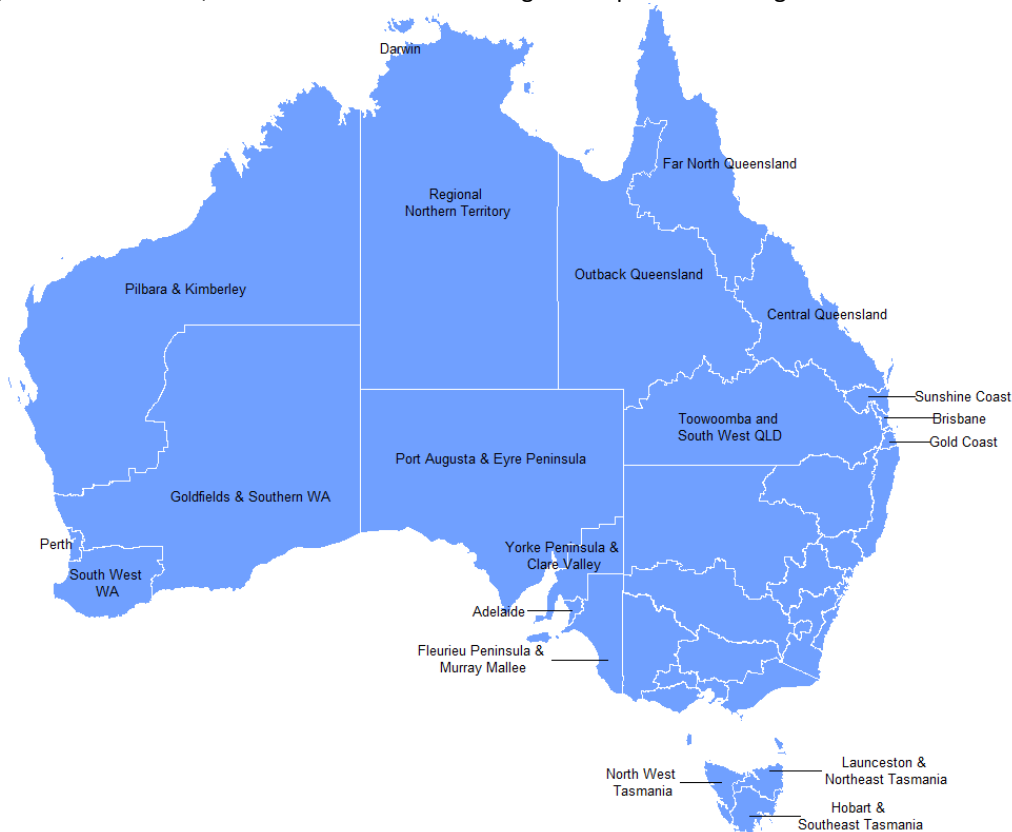 Darwin
Far North Queensland
Regional
Northern Territory
Outback Queensland
Pilbara & Kimberley
Central Queensland
Sunshine Coast
Toowoomba and
South West QLD
Brisbane
Gold Coast
Port Augusta & Eyre Peninsula
Goldfields & Southern WA
Perth
Yorke Peninsula &
Clare Valley
South West
WA
Adelaide
Fleurieu Peninsula &
Murray Mallee
North West
Tasmania
Launceston &
Northeast Tasmania
Hobart &
Southeast Tasmania